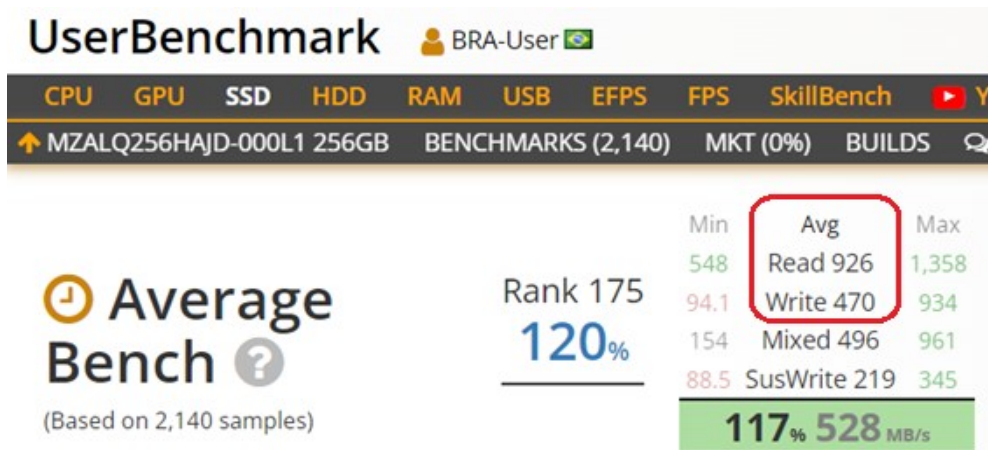 UserBenchmark BRA-User
CPU GPU SSD HDD RAM USB EFPS FPS SkillBench Y
MZALQ256HAJD-000L1 256GB BENCHMARKS (2,140) MKT (0%) BUILDS
Min Avg Max
548 Read 926 1,358
94.1 Write 470 934
154 Mixed 496 961
88.5 SusWrite 219 345
117% 528 MB/s
Average
Bench ?
(Based on 2,140 samples)
Rank 175
120%